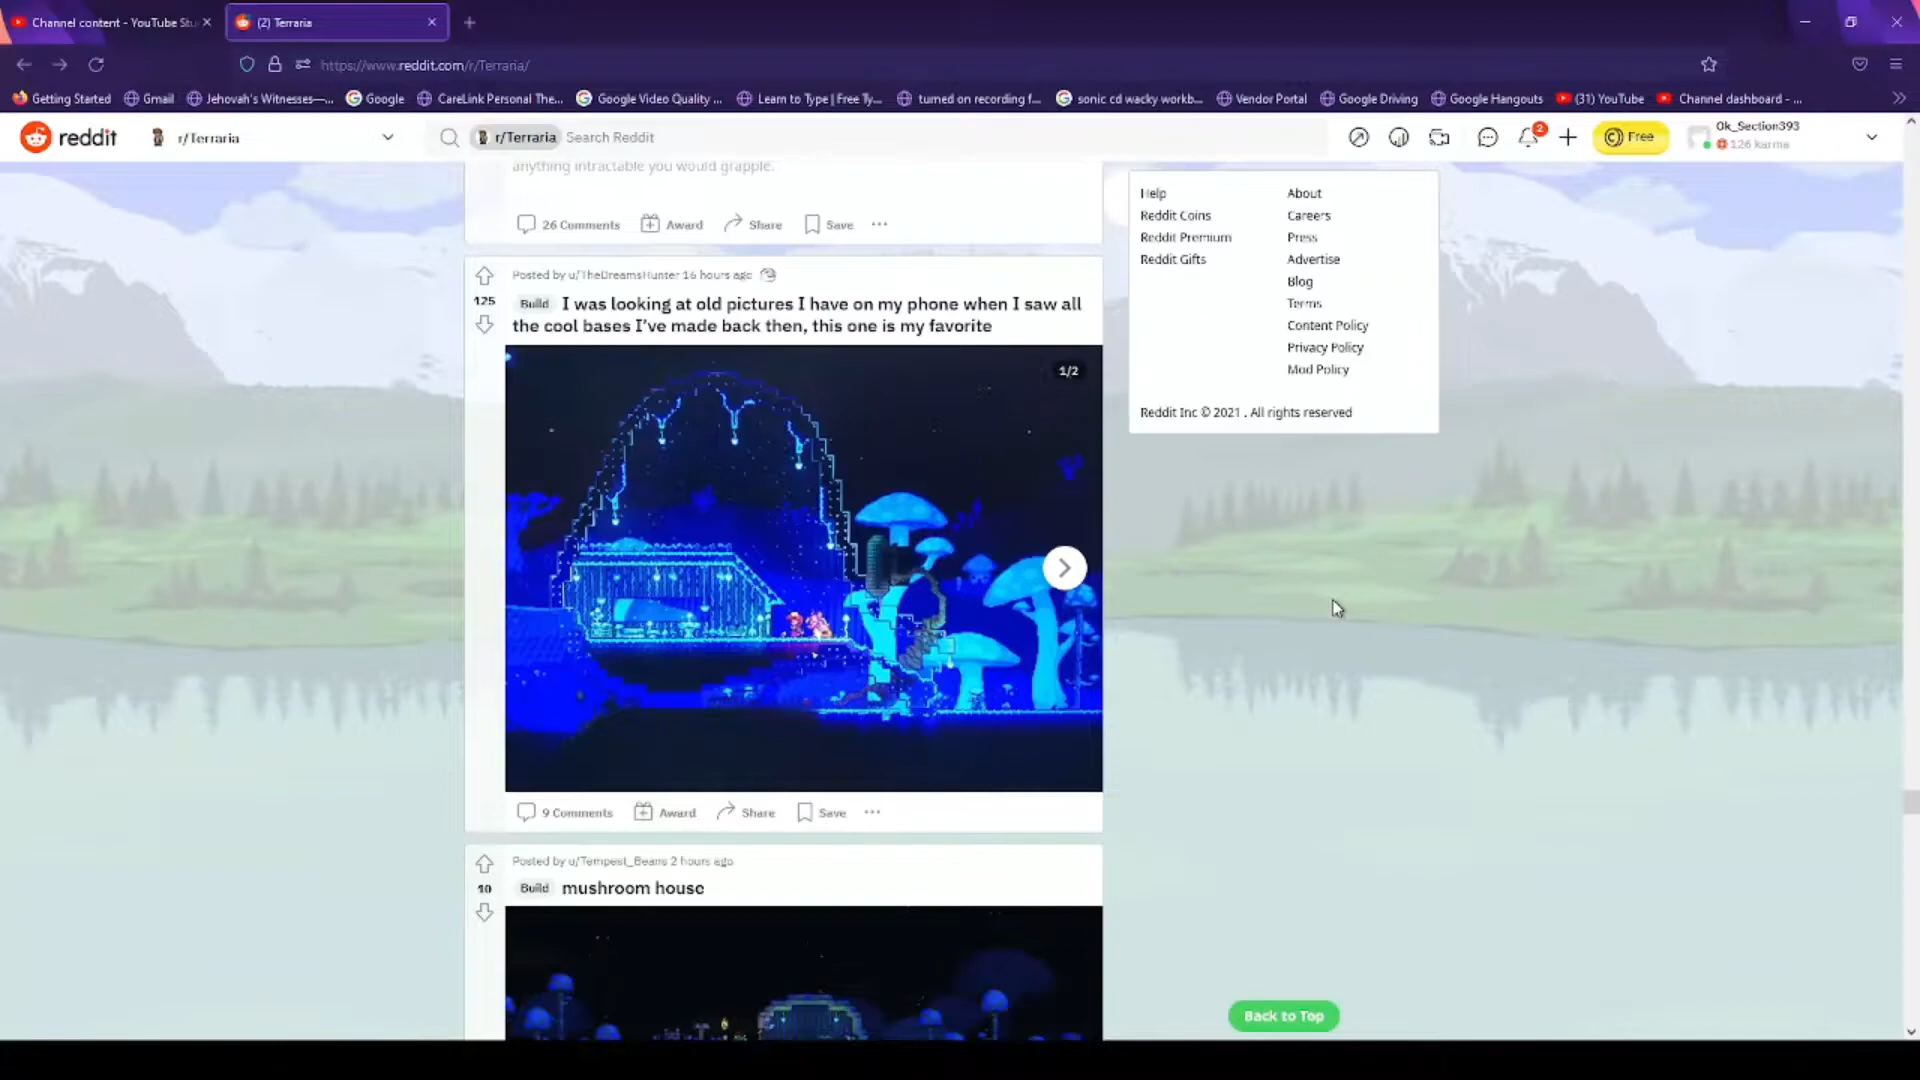 Channel content - YouTube Stu
(2) Terraria
https://www.reddit.com/r/Terraria/
Getting Started
Gmail
Jehovah's Witnesses—...
Google
CareLink Personal The...
Google Video Quality ...
Learn to Type | Free Ty...
turned on recording f...
sonic cd wacky workb...
Vendor Portal
Google Driving
Google Hangouts
(31) YouTube
Channel dashboard - ...
reddit
r/Terraria
r/Terraria
Search Reddit
2
Free
Ok_Section393
126 karma
anything intractable you would grapple.
26 Comments
Award
Share
Save
Posted by u/TheDreamsHunter 16 hours ago
125
Build
I was looking at old pictures I have on my phone when I saw all
the cool bases I've made back then, this one is my favorite
1/2
9 Comments
Award
Share
Save
Posted by u/Tempest_Beans 2 hours ago
10
Build
mushroom house
Help
Reddit Coins
Reddit Premium
Reddit Gifts
About
Careers
Press
Advertise
Blog
Terms
Content Policy
Privacy Policy
Mod Policy
Reddit Inc © 2021 . All rights reserved
Back to Top